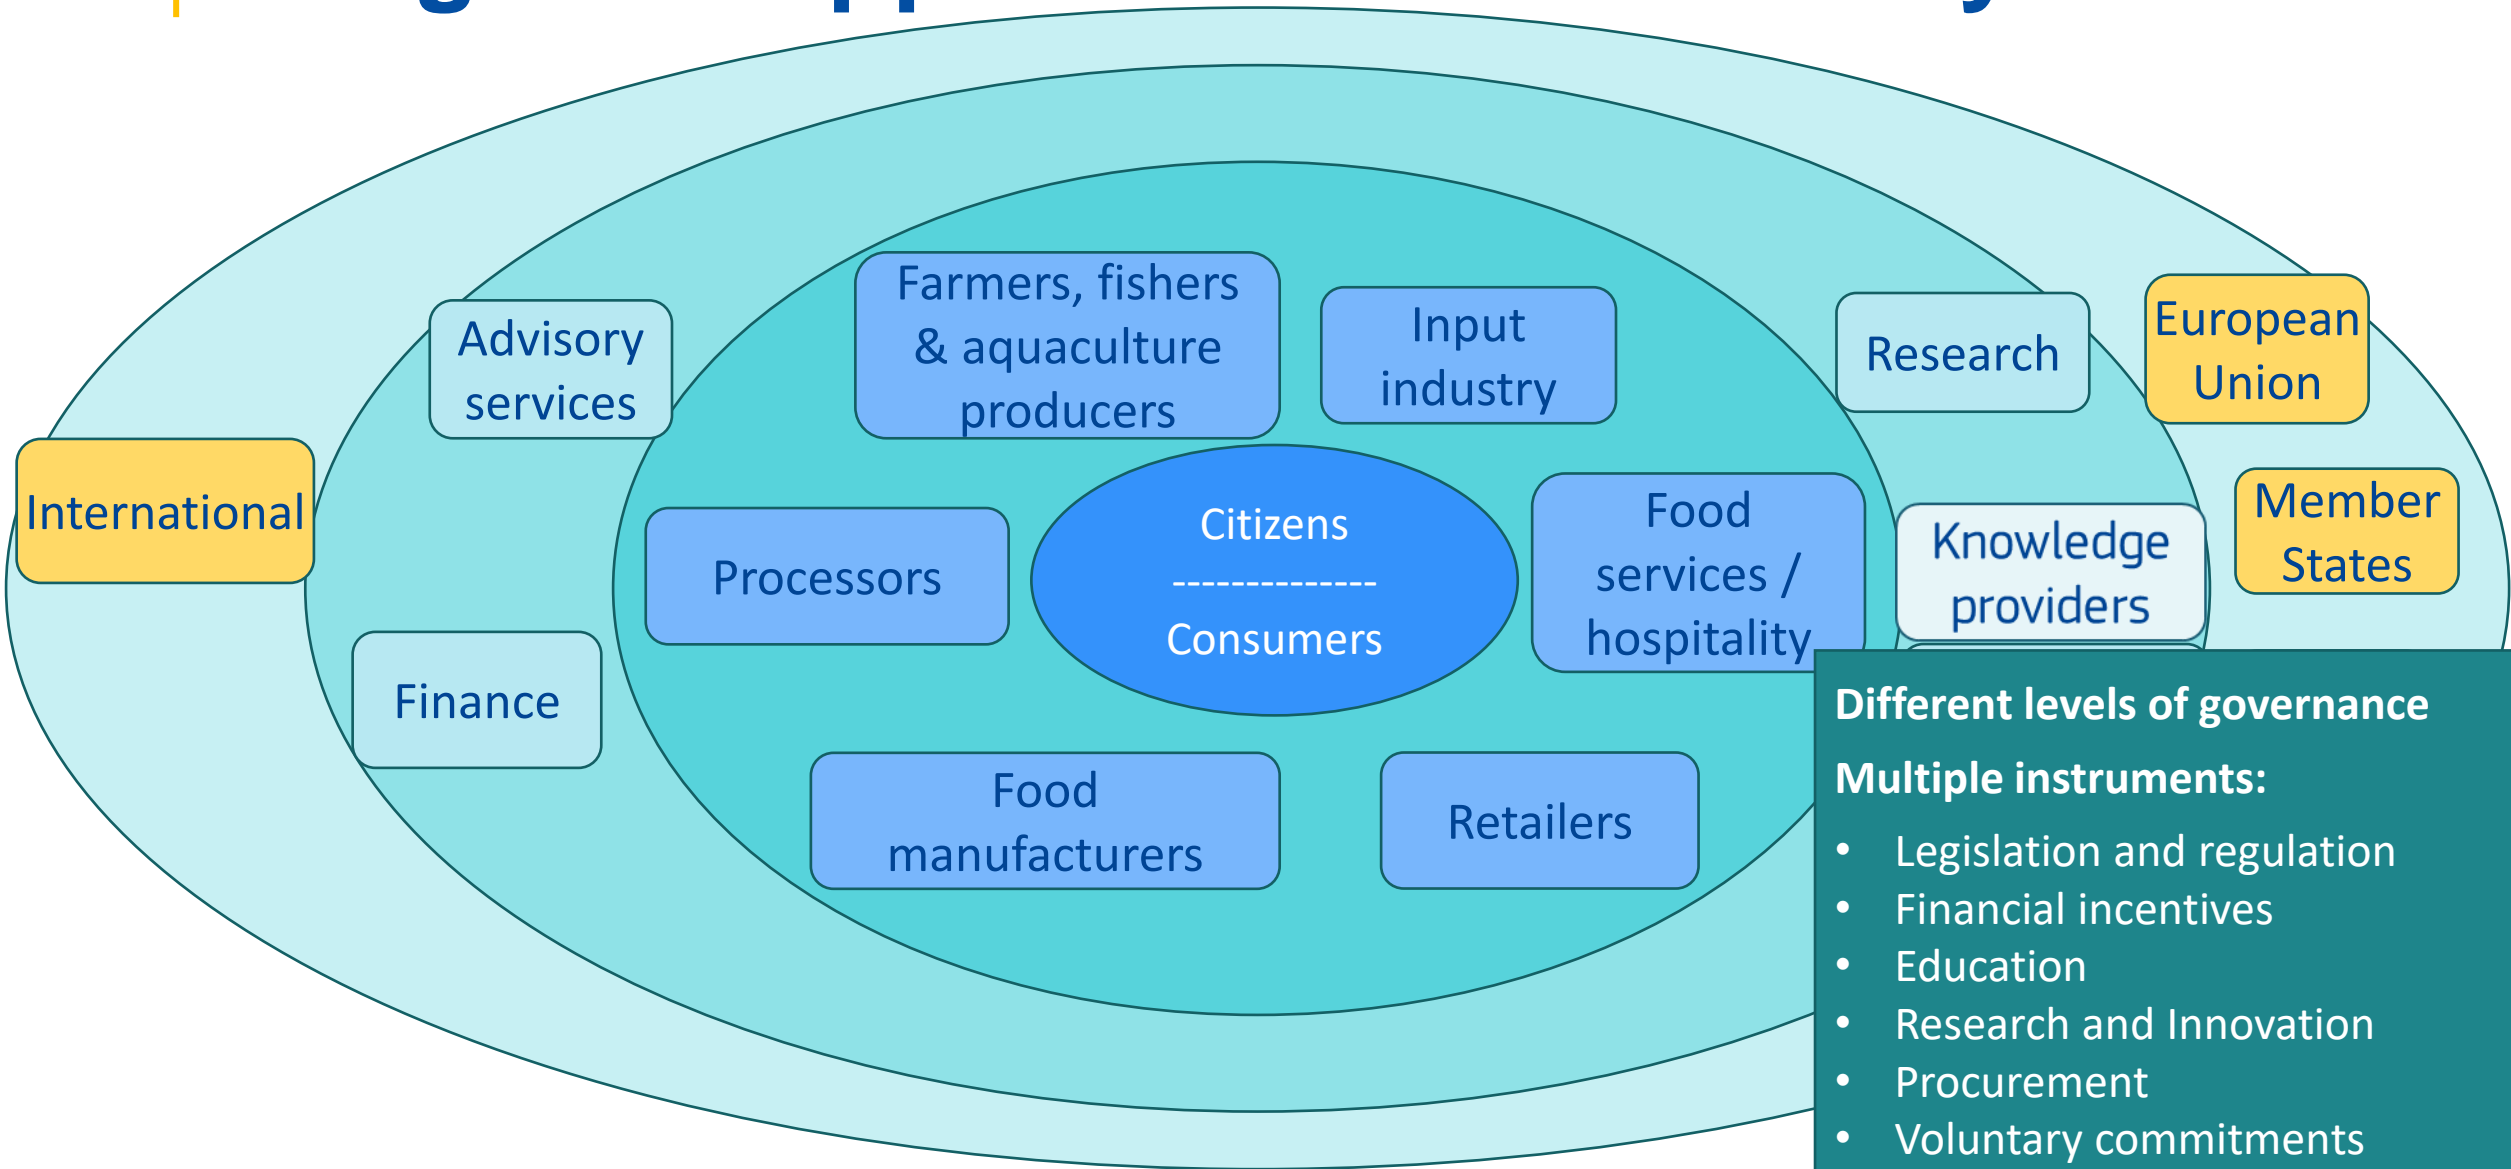 Farmers, fishers
& aquaculture
producers
Input
industry
Advisory
services
Research
European
Union
International
Member
States
Processors
Citizens
--------------
Consumers
Food
services /
hospitality
Knowledge
providers
Finance
Food
manufacturers
Retailers
Different levels of governance
Multiple instruments:
• Legislation and regulation
• Financial incentives
• Education
• Research and Innovation
• Procurement
• Voluntary commitments